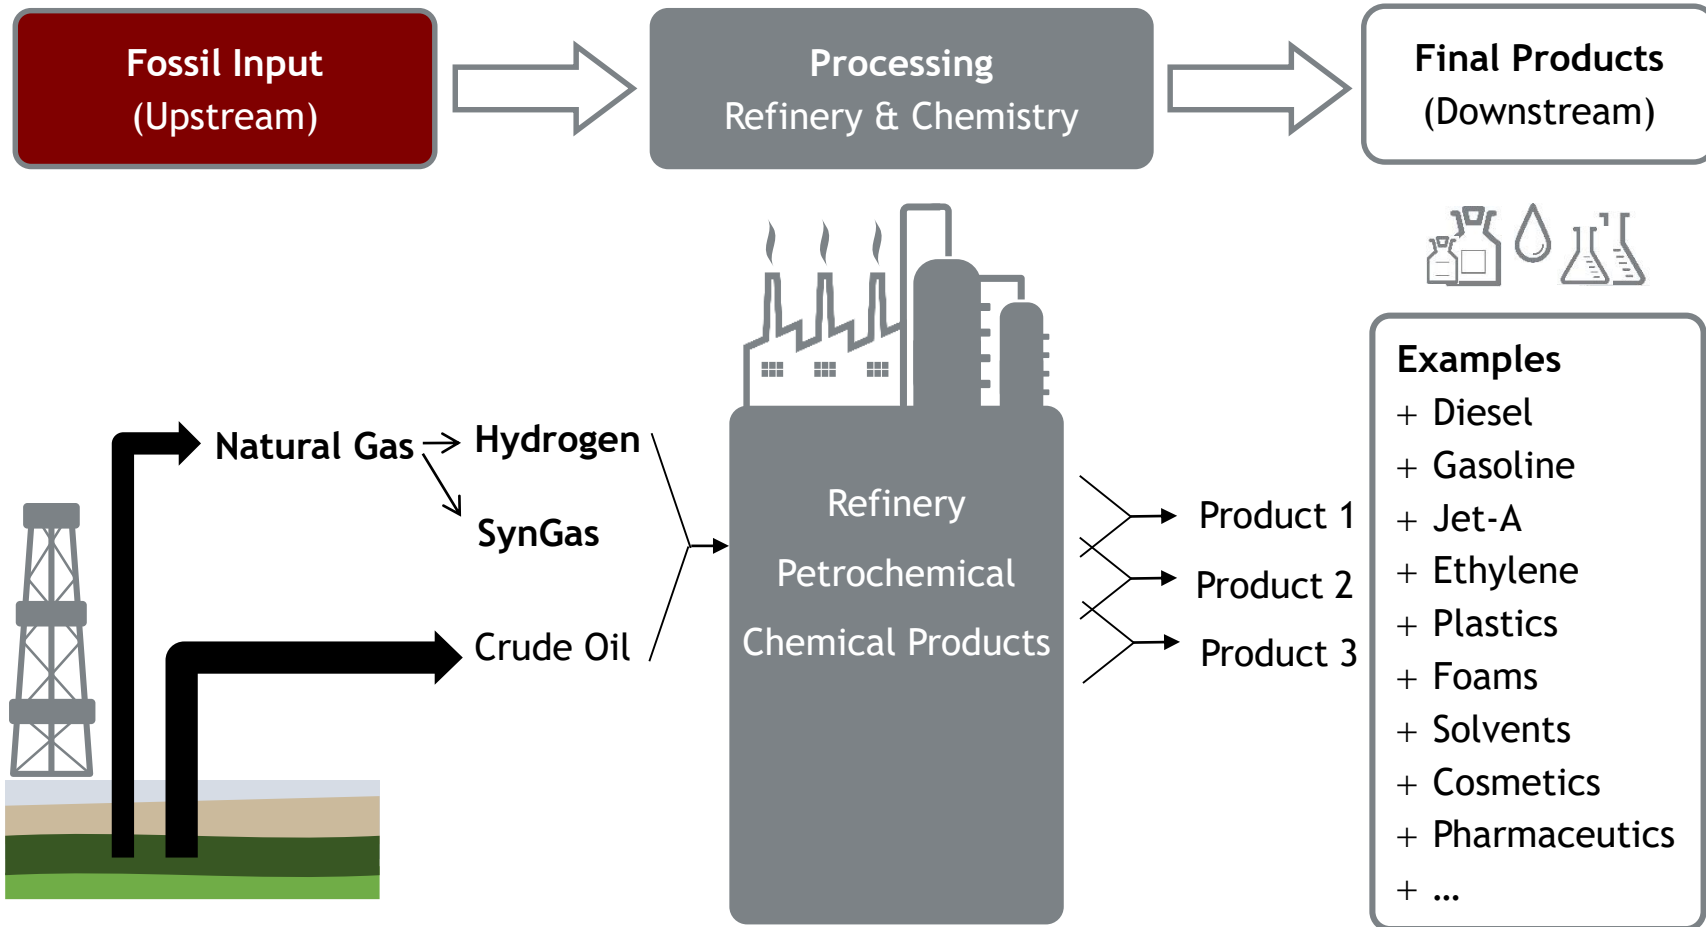 Fossil Input
(Upstream)
Processing
Refinery & Chemistry
Final Products
(Downstream)
Natural Gas
Hydrogen
SynGas
Crude Oil
Refinery
Petrochemical
Chemical Products
Product 1
Product 2
Product 3
Examples
+ Diesel
+ Gasoline
+ Jet-A
+ Ethylene
+ Plastics
+ Foams
+ Solvents
+ Cosmetics
+ Pharmaceutics
+ ...